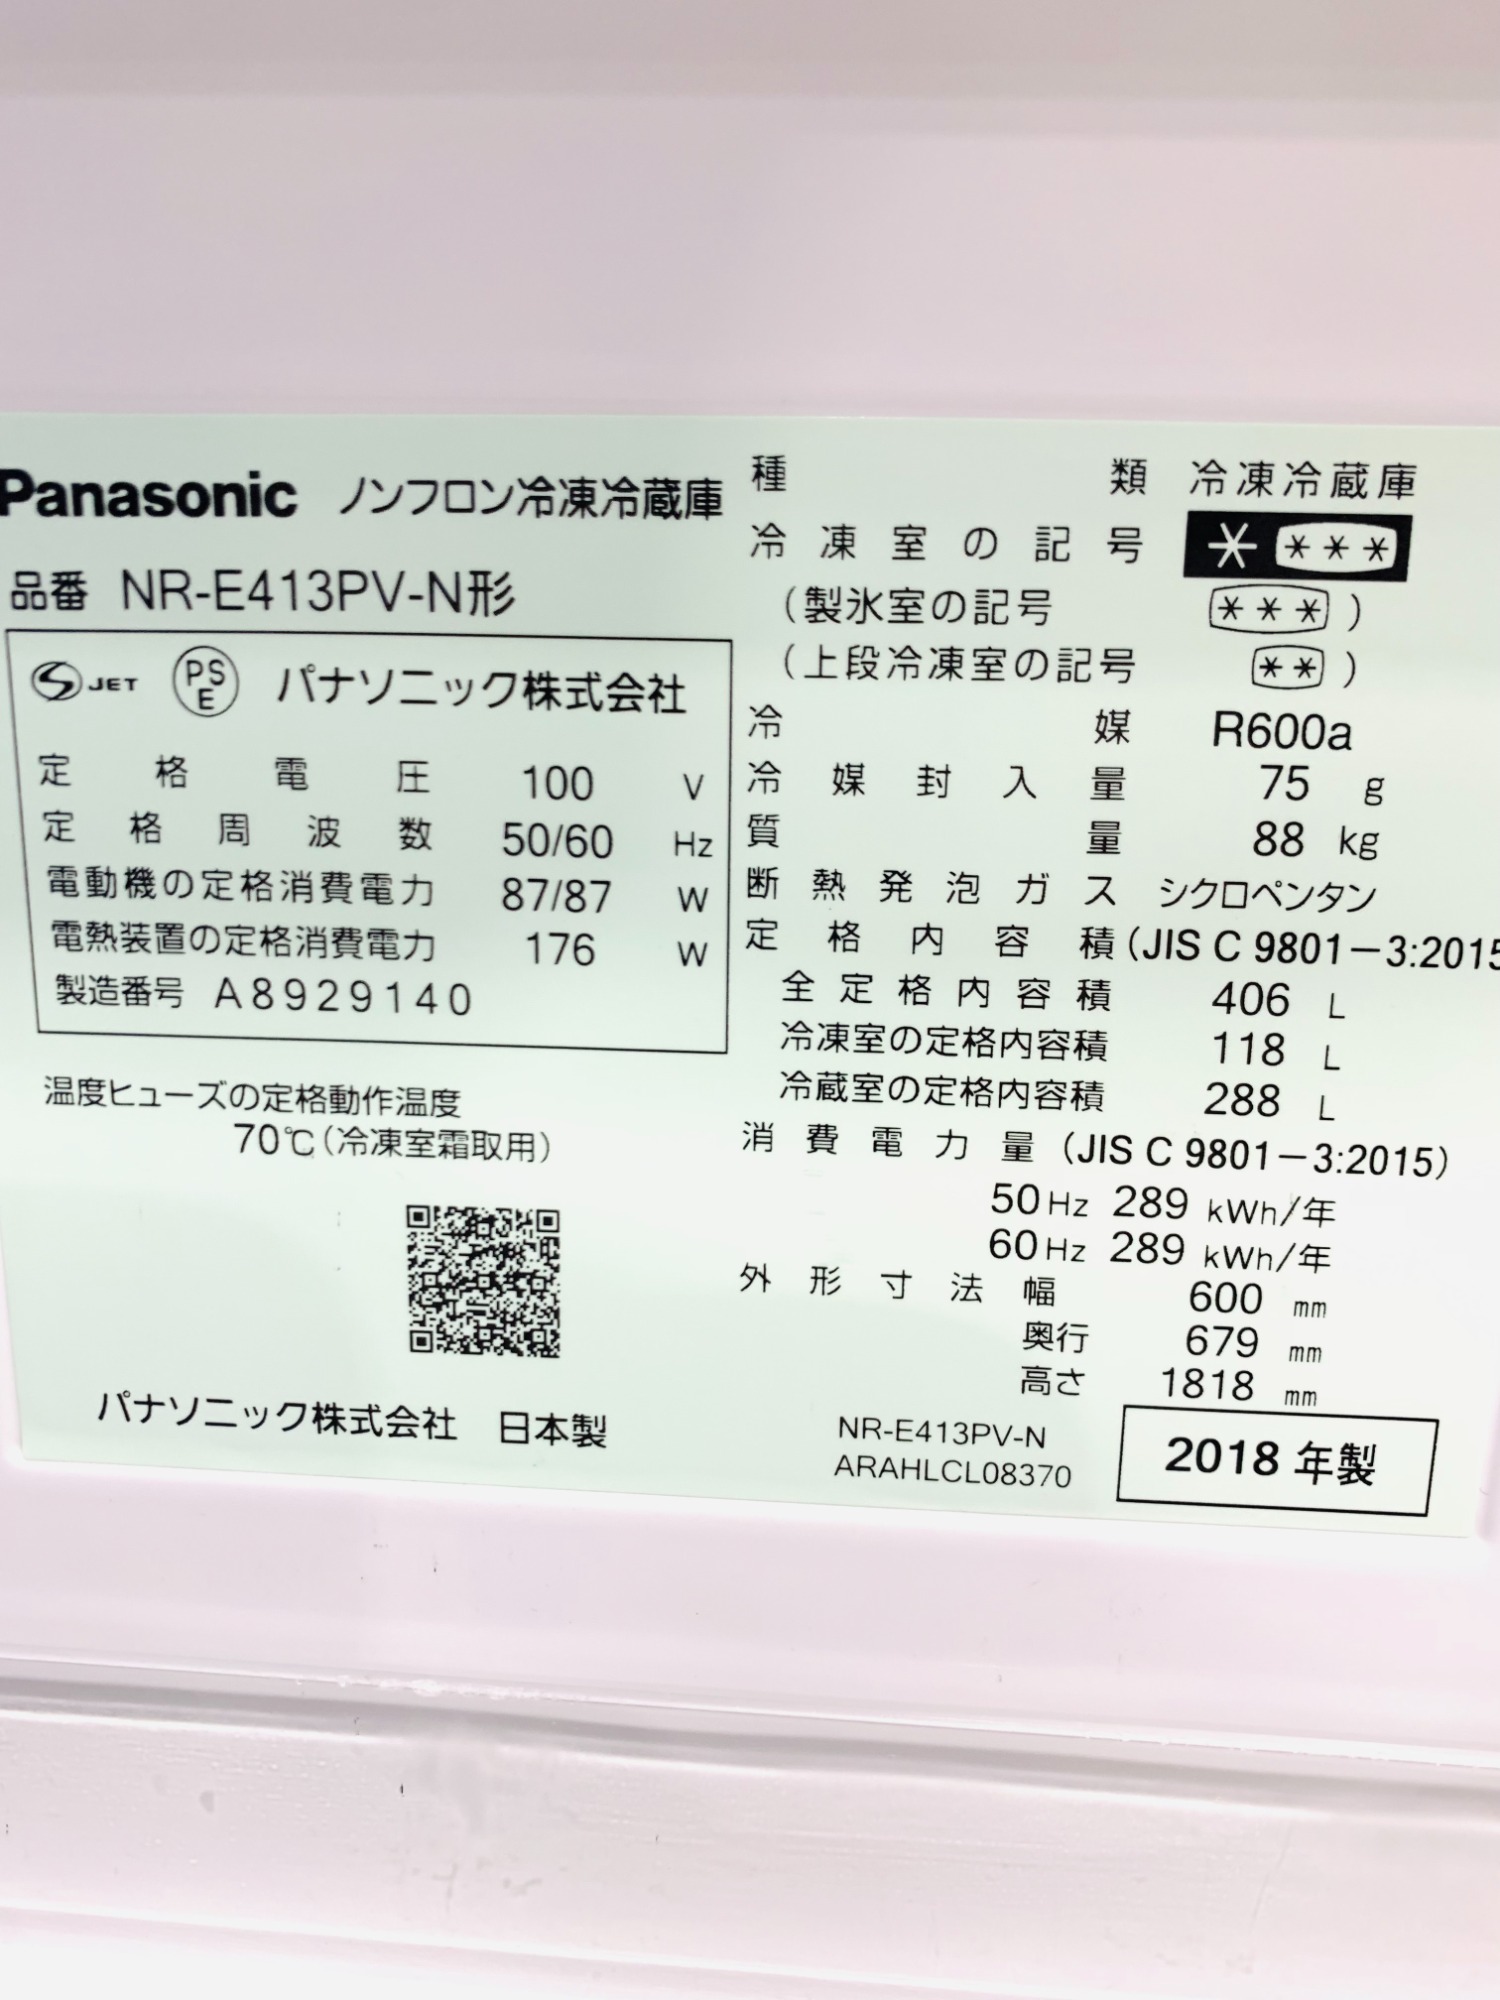 Panasonic ノンフロン冷凍冷蔵庫
品番 NR-E413PV-N形
S JET PSE パナソニック株式会社
定格電圧 100 V
定格周波数 50/60 Hz
電動機の定格消費電力 87/87 W
電熱装置の定格消費電力 176 W
製造番号 A8929140
温度ヒューズの定格動作温度
70℃(冷凍室霜取用)
パナソニック株式会社 日本製
種類 冷凍冷蔵庫
冷凍室の記号 * ***
(製氷室の記号 ***)
(上段冷凍室の記号 **)
冷媒 R600a
冷媒封入量 75 g
質量 88 kg
断熱発泡ガス シクロペンタン
定格内容積(JIS C 9801-3:2015
全定格内容積 406 L
冷凍室の定格内容積 118 L
冷蔵室の定格内容積 288 L
消費電力量(JIS C 9801-3:2015)
50Hz 289 kWh/年
60Hz 289 kWh/年
外形寸法 幅 600 mm
奥行 679 mm
高さ 1818 mm
NR-E413PV-N
ARAHLCL08370
2018年製